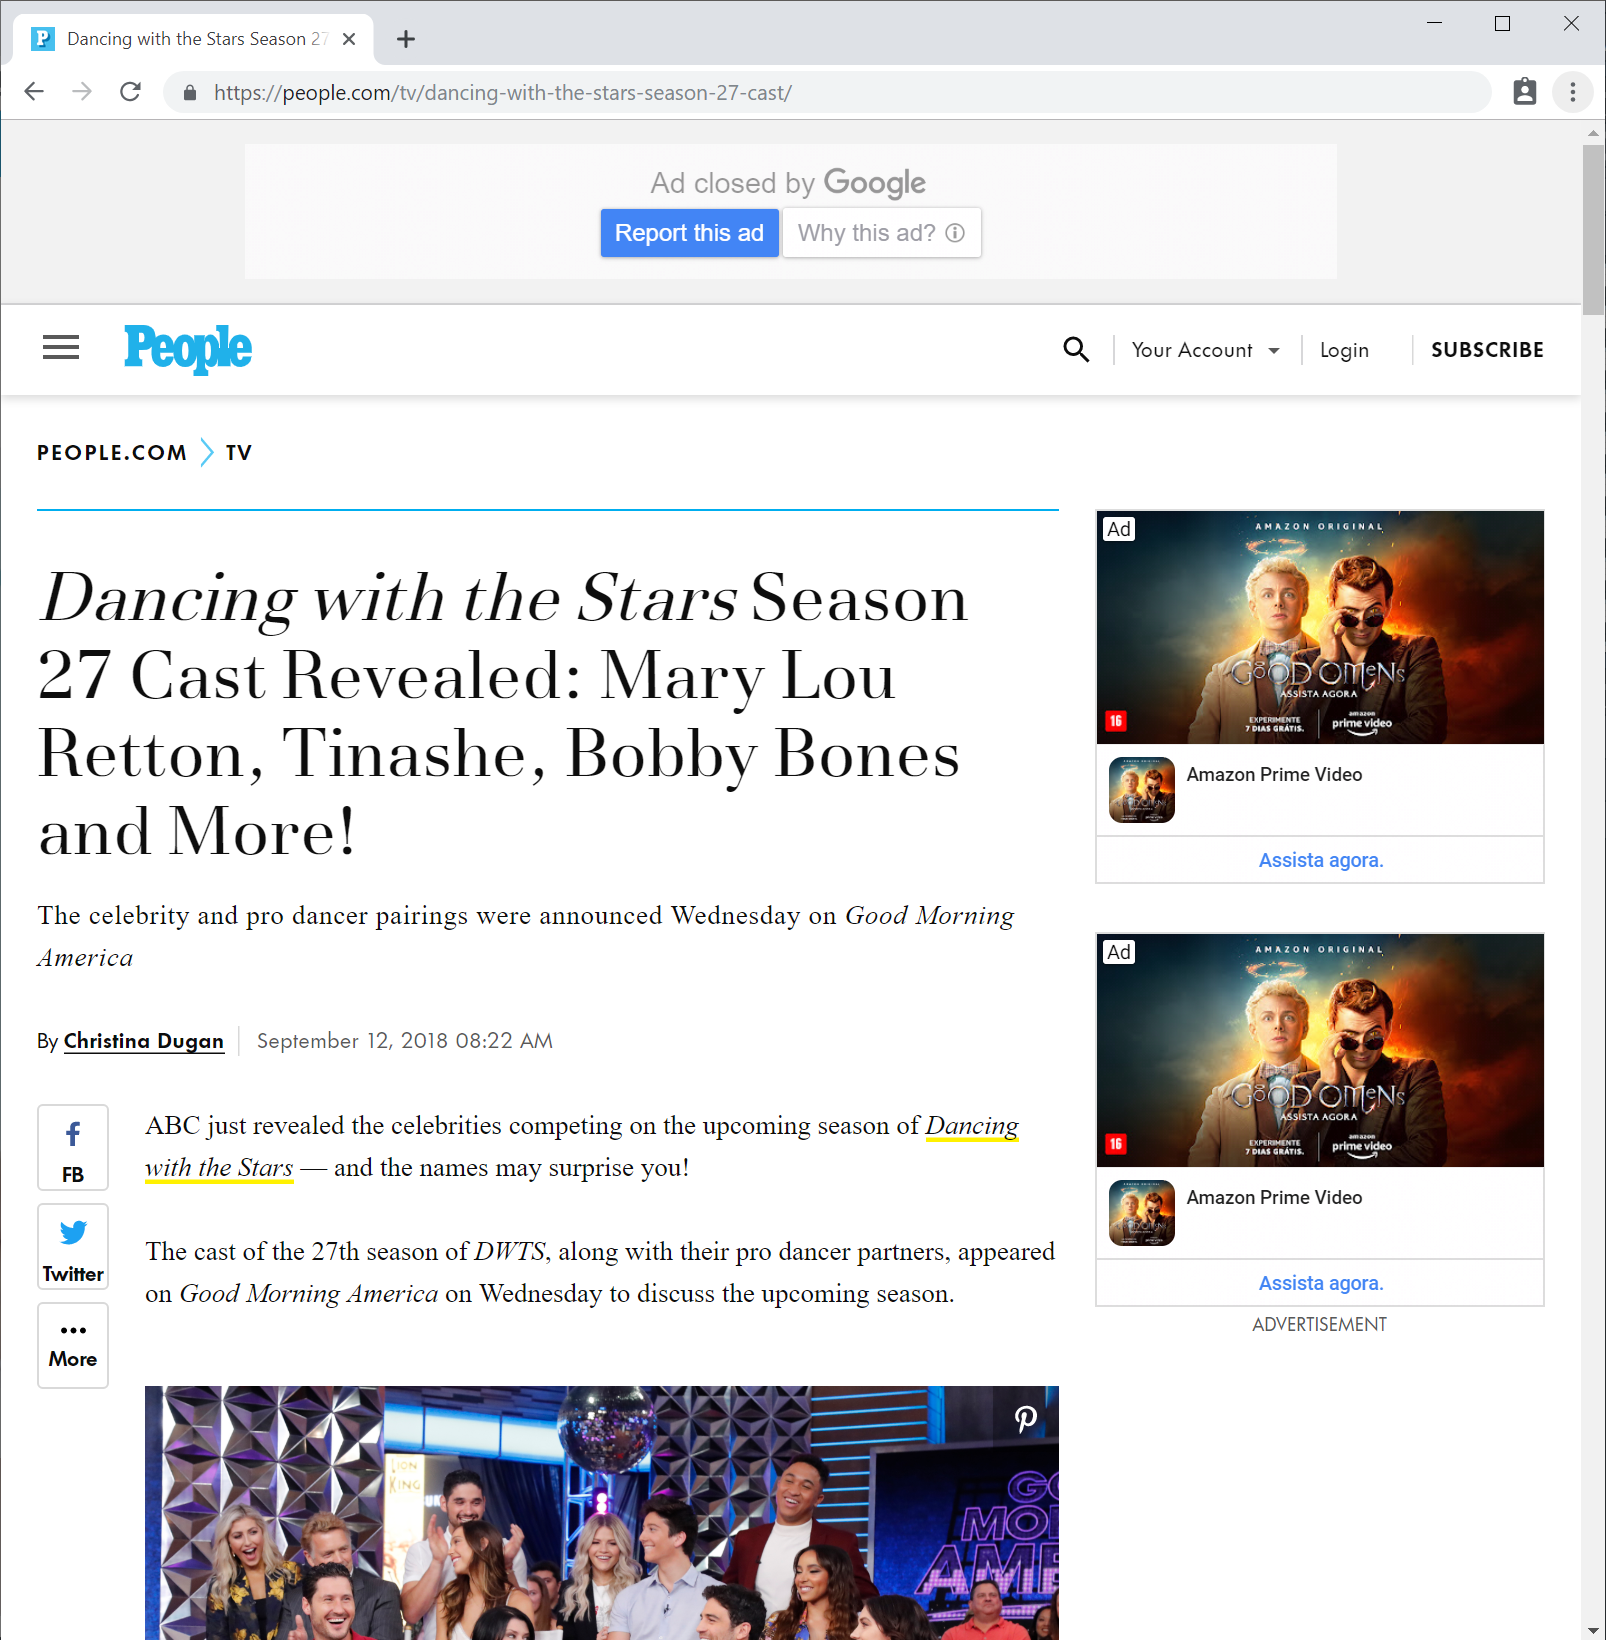 Dancing with the Stars Season 27
https://people.com/tv/dancing-with-the-stars-season-27-cast/
Ad closed by Google
Report this ad
Why this ad?
People
Your Account
Login
SUBSCRIBE
PEOPLE.COM
TV
Dancing with the Stars Season
27 Cast Revealed: Mary Lou
Retton, Tinashe, Bobby Bones
and More!
The celebrity and pro dancer pairings were announced Wednesday on Good Morning
America
By Christina Dugan
September 12, 2018 08:22 AM
FB
Twitter
More
ABC just revealed the celebrities competing on the upcoming season of Dancing
with the Stars — and the names may surprise you!
The cast of the 27th season of DWTS, along with their pro dancer partners, appeared
on Good Morning America on Wednesday to discuss the upcoming season.
LION
KING
GO
MO
AME
Ad
AMAZON ORIGINAL
GOOD OMENS
ASSISTA AGORA
16
EXPERIMENTE
7 DIAS GRÁTIS.
amazon
prime video
Amazon Prime Video
Assista agora.
Ad
AMAZON ORIGINAL
GOOD OMENS
ASSISTA AGORA
16
EXPERIMENTE
7 DIAS GRÁTIS.
amazon
prime video
Amazon Prime Video
Assista agora.
ADVERTISEMENT